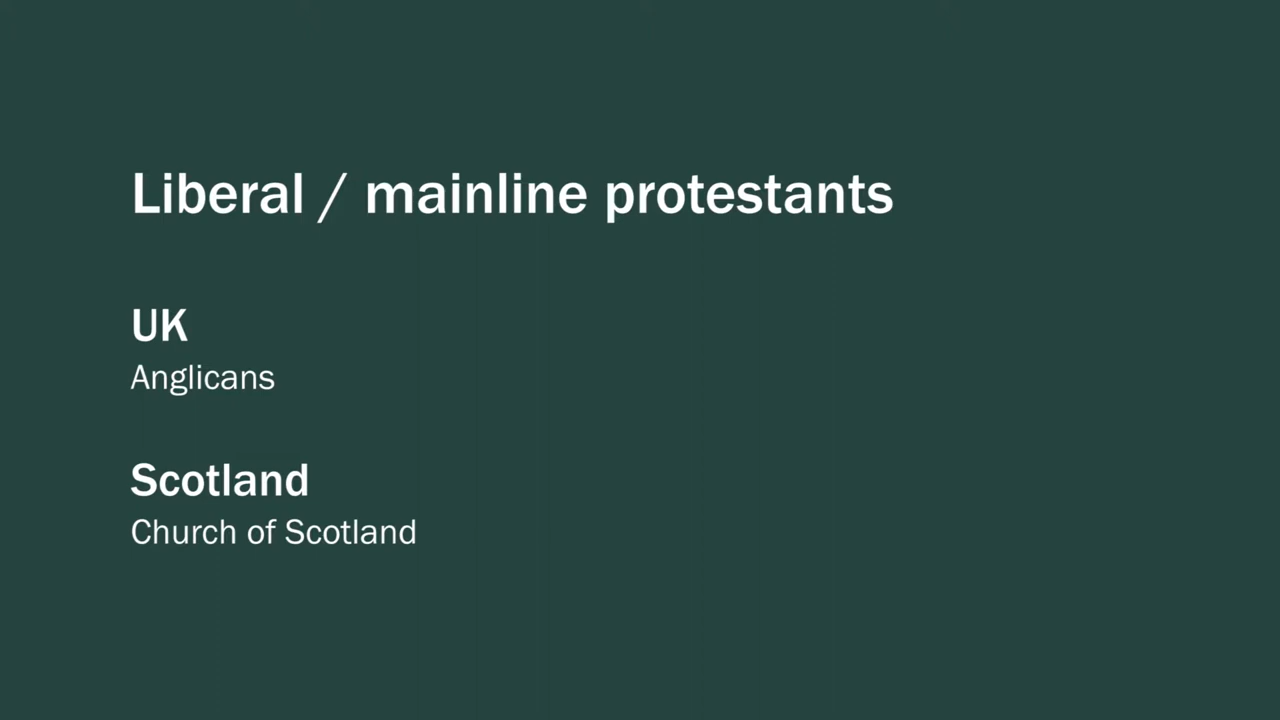 Liberal / mainline protestants
UK
Anglicans
Scotland
Church of Scotland